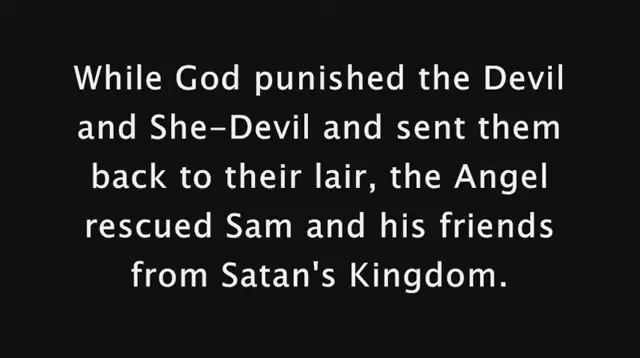 While God punished the Devil
and She-Devil and sent them
back to their lair, the Angel
rescued Sam and his friends
from Satan's Kingdom.